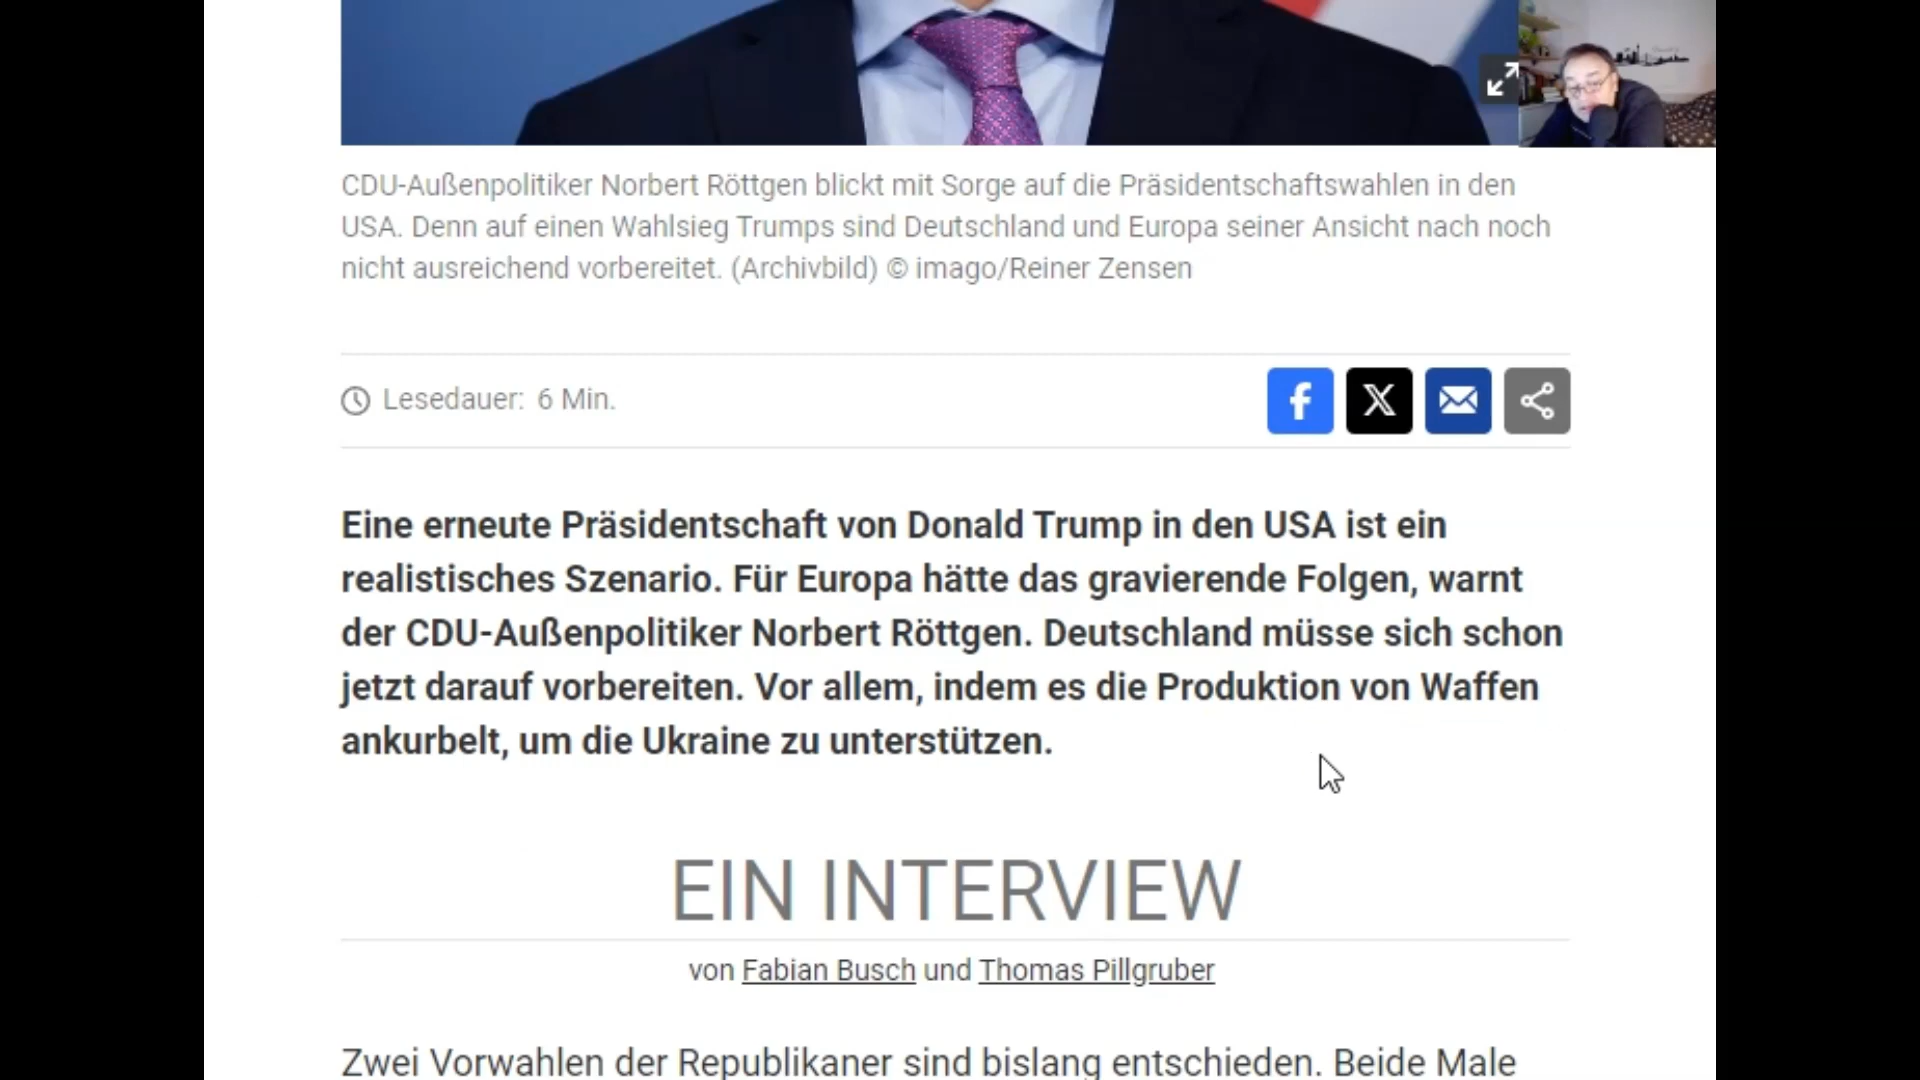 CDU-Außenpolitiker Norbert Röttgen blickt mit Sorge auf die Präsidentschaftswahlen in den
USA. Denn auf einen Wahlsieg Trumps sind Deutschland und Europa seiner Ansicht nach noch
nicht ausreichend vorbereitet. (Archivbild) © imago/Reiner Zensen
Lesedauer: 6 Min.
Eine erneute Präsidentschaft von Donald Trump in den USA ist ein
realistisches Szenario. Für Europa hätte das gravierende Folgen, warnt
der CDU-Außenpolitiker Norbert Röttgen. Deutschland müsse sich schon
jetzt darauf vorbereiten. Vor allem, indem es die Produktion von Waffen
ankurbelt, um die Ukraine zu unterstützen.
EIN INTERVIEW
von Fabian Busch und Thomas Pillgruber
Zwei Vorwahlen der Republikaner sind bislang entschieden. Beide Male